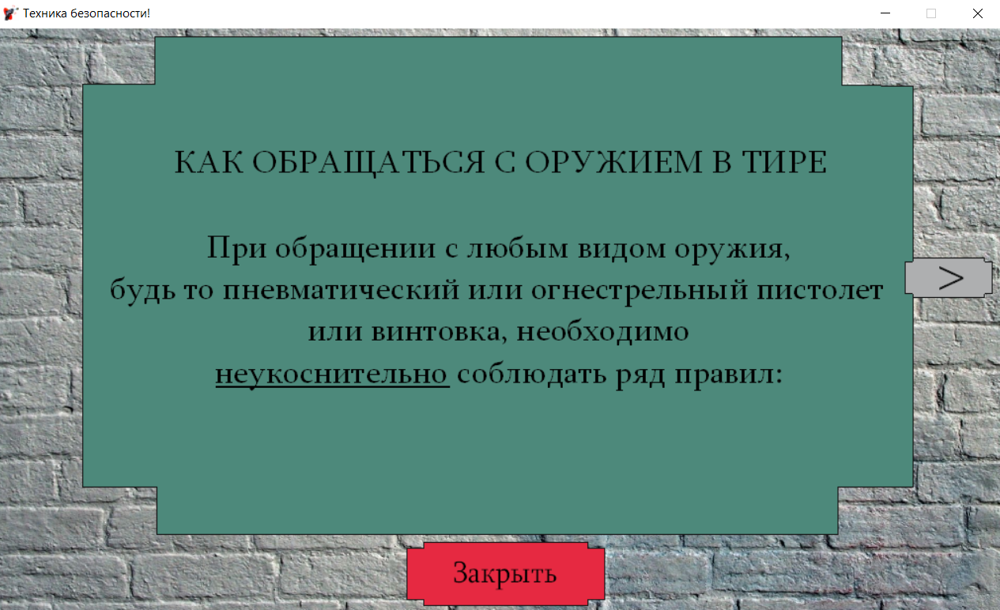 Техника безопасности!
КАК ОБРАЩАТЬСЯ С ОРУЖИЕМ В ТИРЕ
При обращении с любым видом оружия,
будь то пневматический или огнестрельный пистолет
или винтовка, необходимо
неукоснительно соблюдать ряд правил:
>
Закрыть